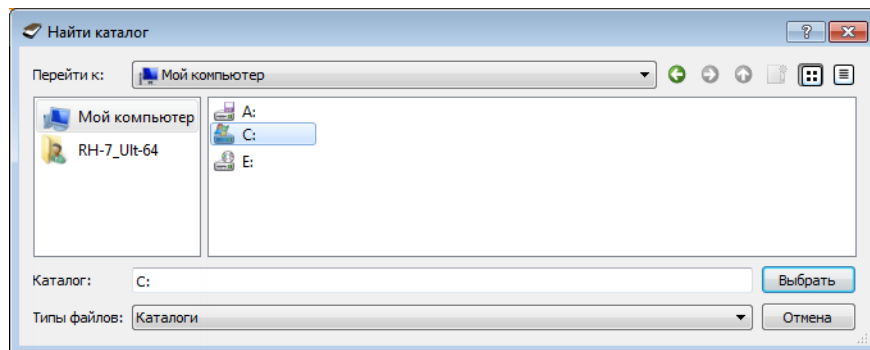 Найти каталог
Перейти к: Мой компьютер
Мой компьютер
RH-7_Ult-64
A:
C:
E:
Каталог: C: Выбрать
Типы файлов: Каталоги Отмена